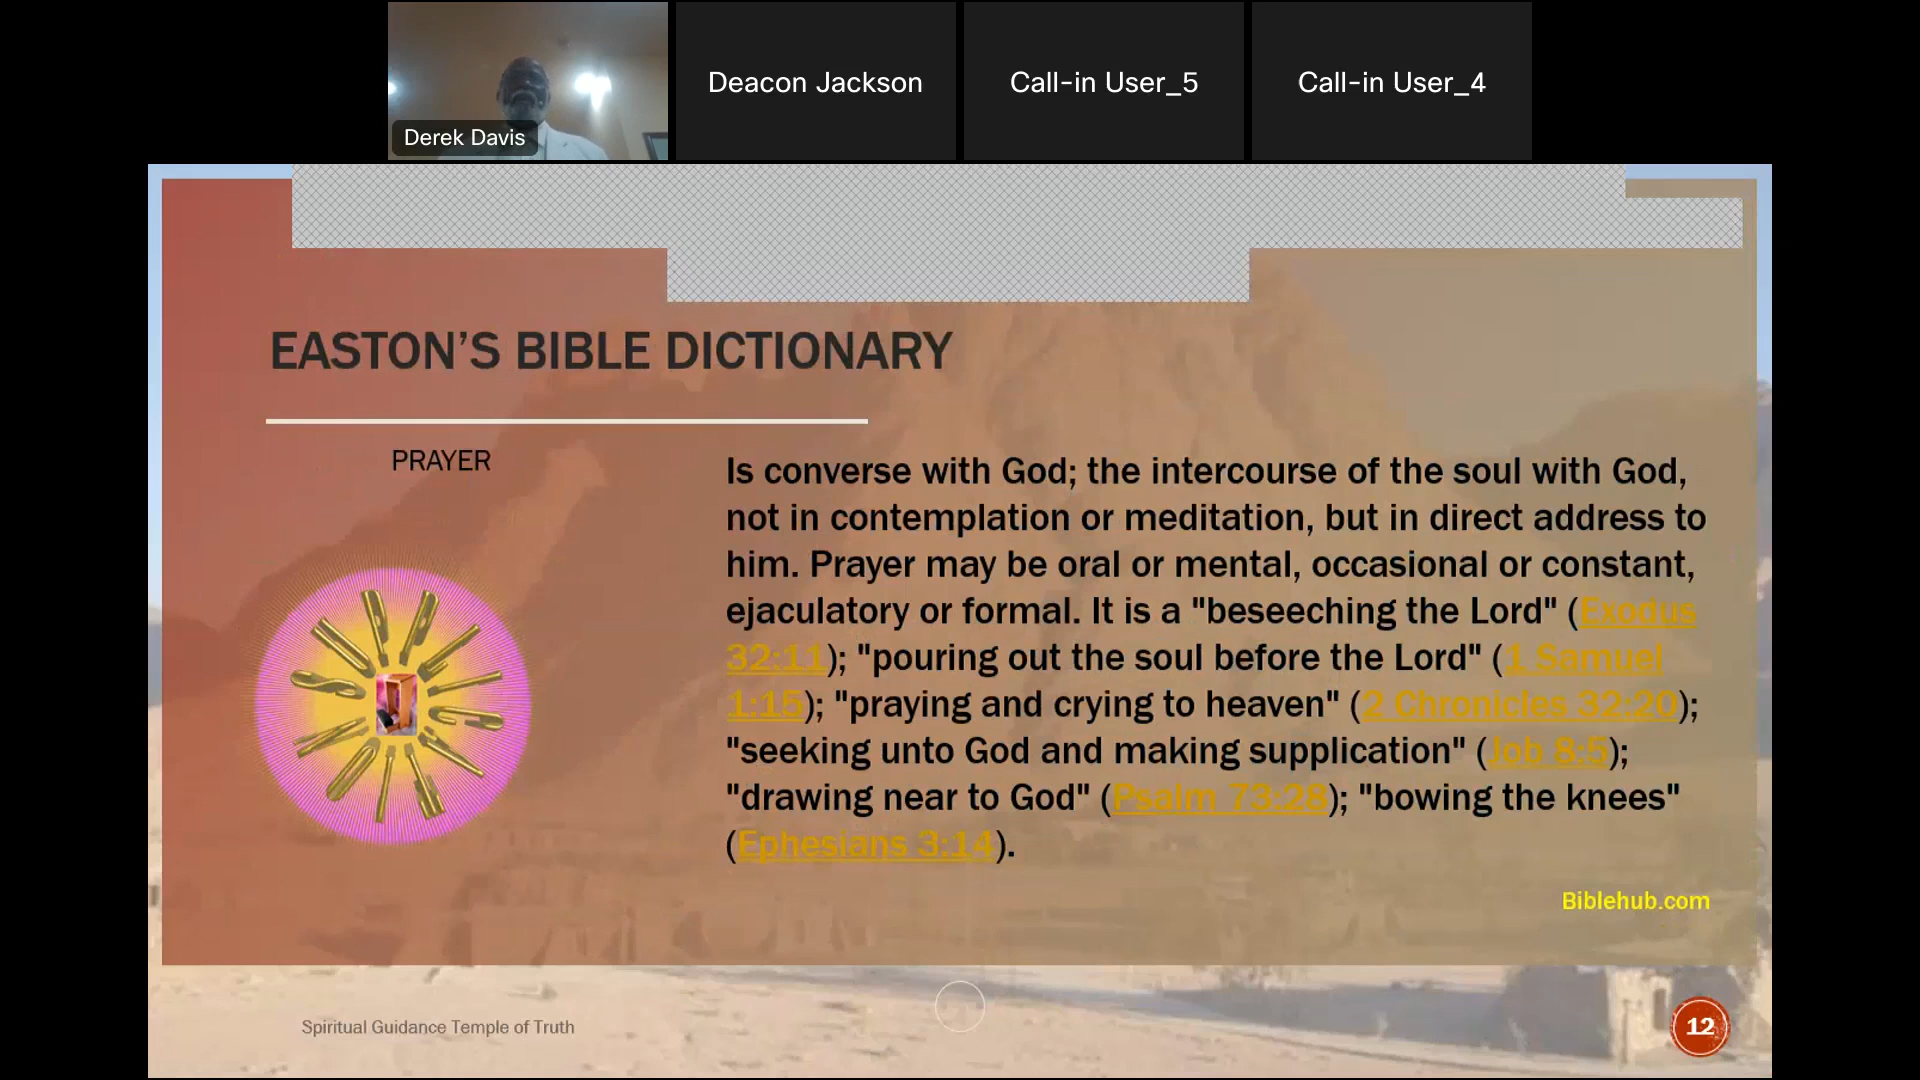 Derek Davis
Deacon Jackson
Call-in User_5
Call-in User_4
EASTON’S BIBLE DICTIONARY
PRAYER
Is converse with God; the intercourse of the soul with God,
not in contemplation or meditation, but in direct address to
him. Prayer may be oral or mental, occasional or constant,
ejaculatory or formal. It is a "beseeching the Lord" (Exodus
32:11); "pouring out the soul before the Lord" (1 Samuel
1:15); "praying and crying to heaven" (2 Chronicles 32:20);
"seeking unto God and making supplication" (Job 8:5);
"drawing near to God" (Psalm 73:28); "bowing the knees"
(Ephesians 3:14).
Biblehub.com
Spiritual Guidance Temple of Truth
12